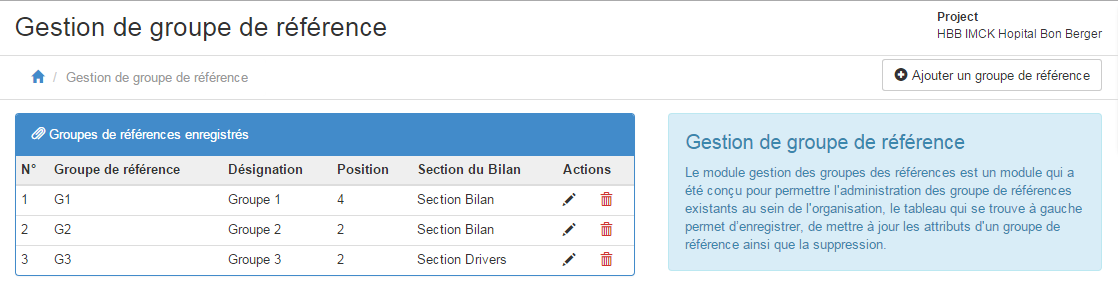 Gestion de groupe de référence
Project
HBB IMCK Hopital Bon Berger
/ Gestion de groupe de référence
Ajouter un groupe de référence
Groupes de références enregistrés
N° Groupe de référence Désignation Position Section du Bilan Actions
1 G1 Groupe 1 4 Section Bilan
2 G2 Groupe 2 2 Section Bilan
3 G3 Groupe 3 2 Section Drivers
Gestion de groupe de référence
Le module gestion des groupes des références est un module qui a
été conçu pour permettre l'administration des groupe de références
existants au sein de l'organisation, le tableau qui se trouve à gauche
permet d'enregistrer, de mettre à jour les attributs d'un groupe de
référence ainsi que la suppression.